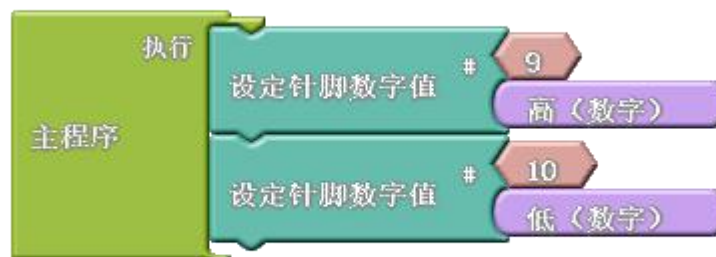 执行
主程序
设定针脚数字值 # 9
高（数字）
设定针脚数字值 # 10
低（数字）